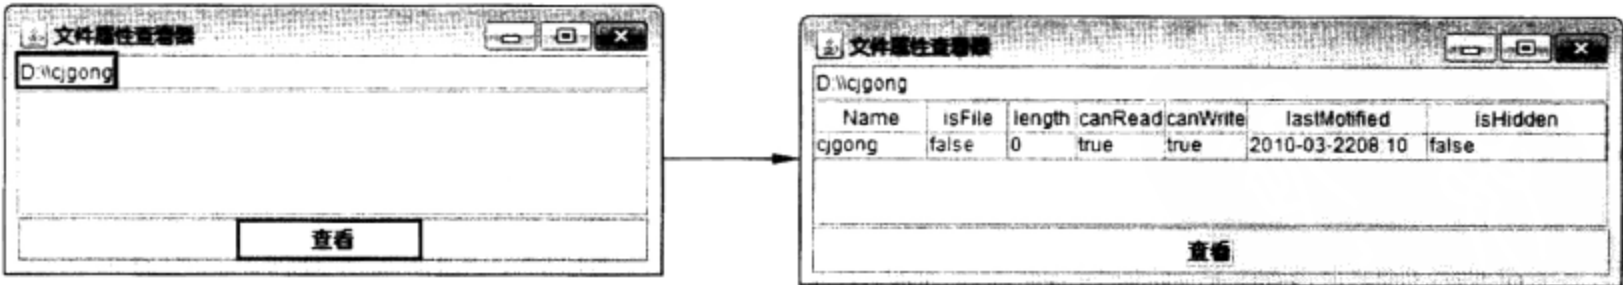 文件属性查看器
D:\\cjgong
查看
文件属性查看器
D:\\cjgong
Name isFile length canRead canWrite lastMotified isHidden
cjgong false 0 true true 2010-03-2208:10 false
查看